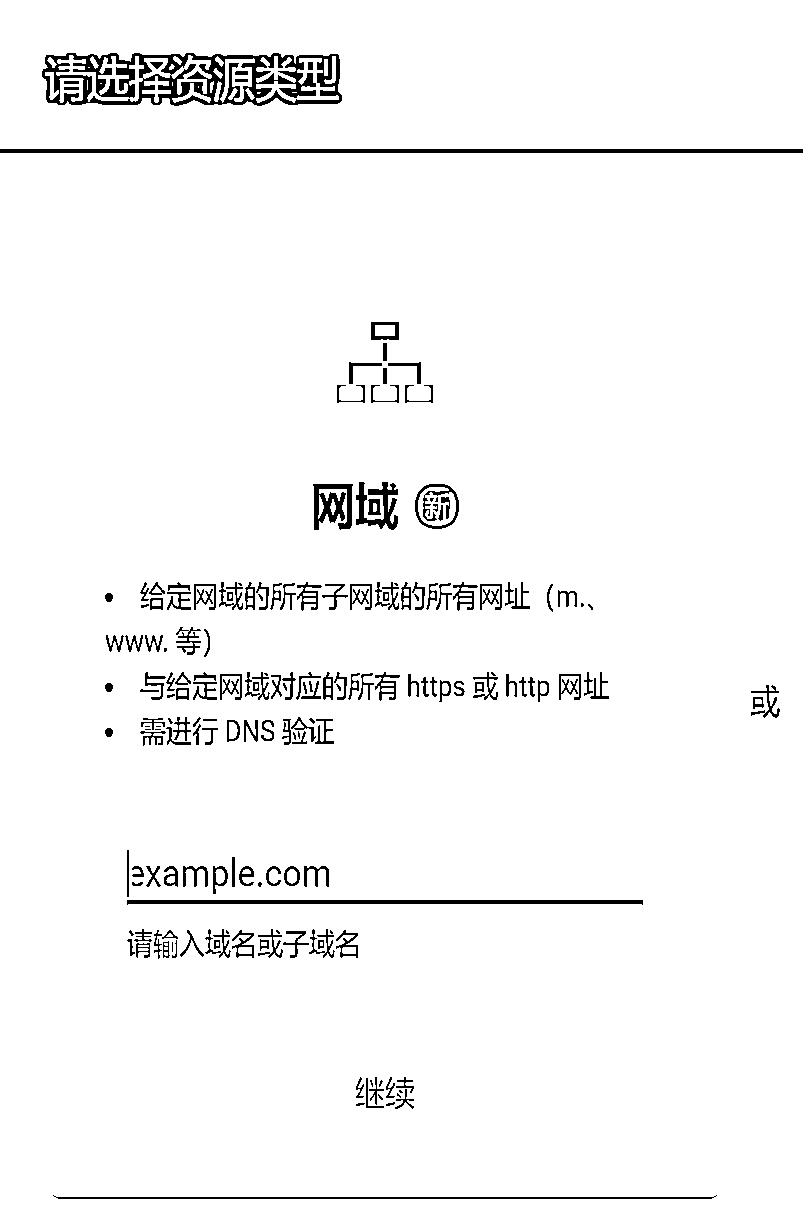 请选择资源类型
网域 新
• 给定网域的所有子网域的所有网址（m.、
www. 等）
• 与给定网域对应的所有 https 或 http 网址
• 需进行 DNS 验证
或
example.com
请输入域名或子域名
继续